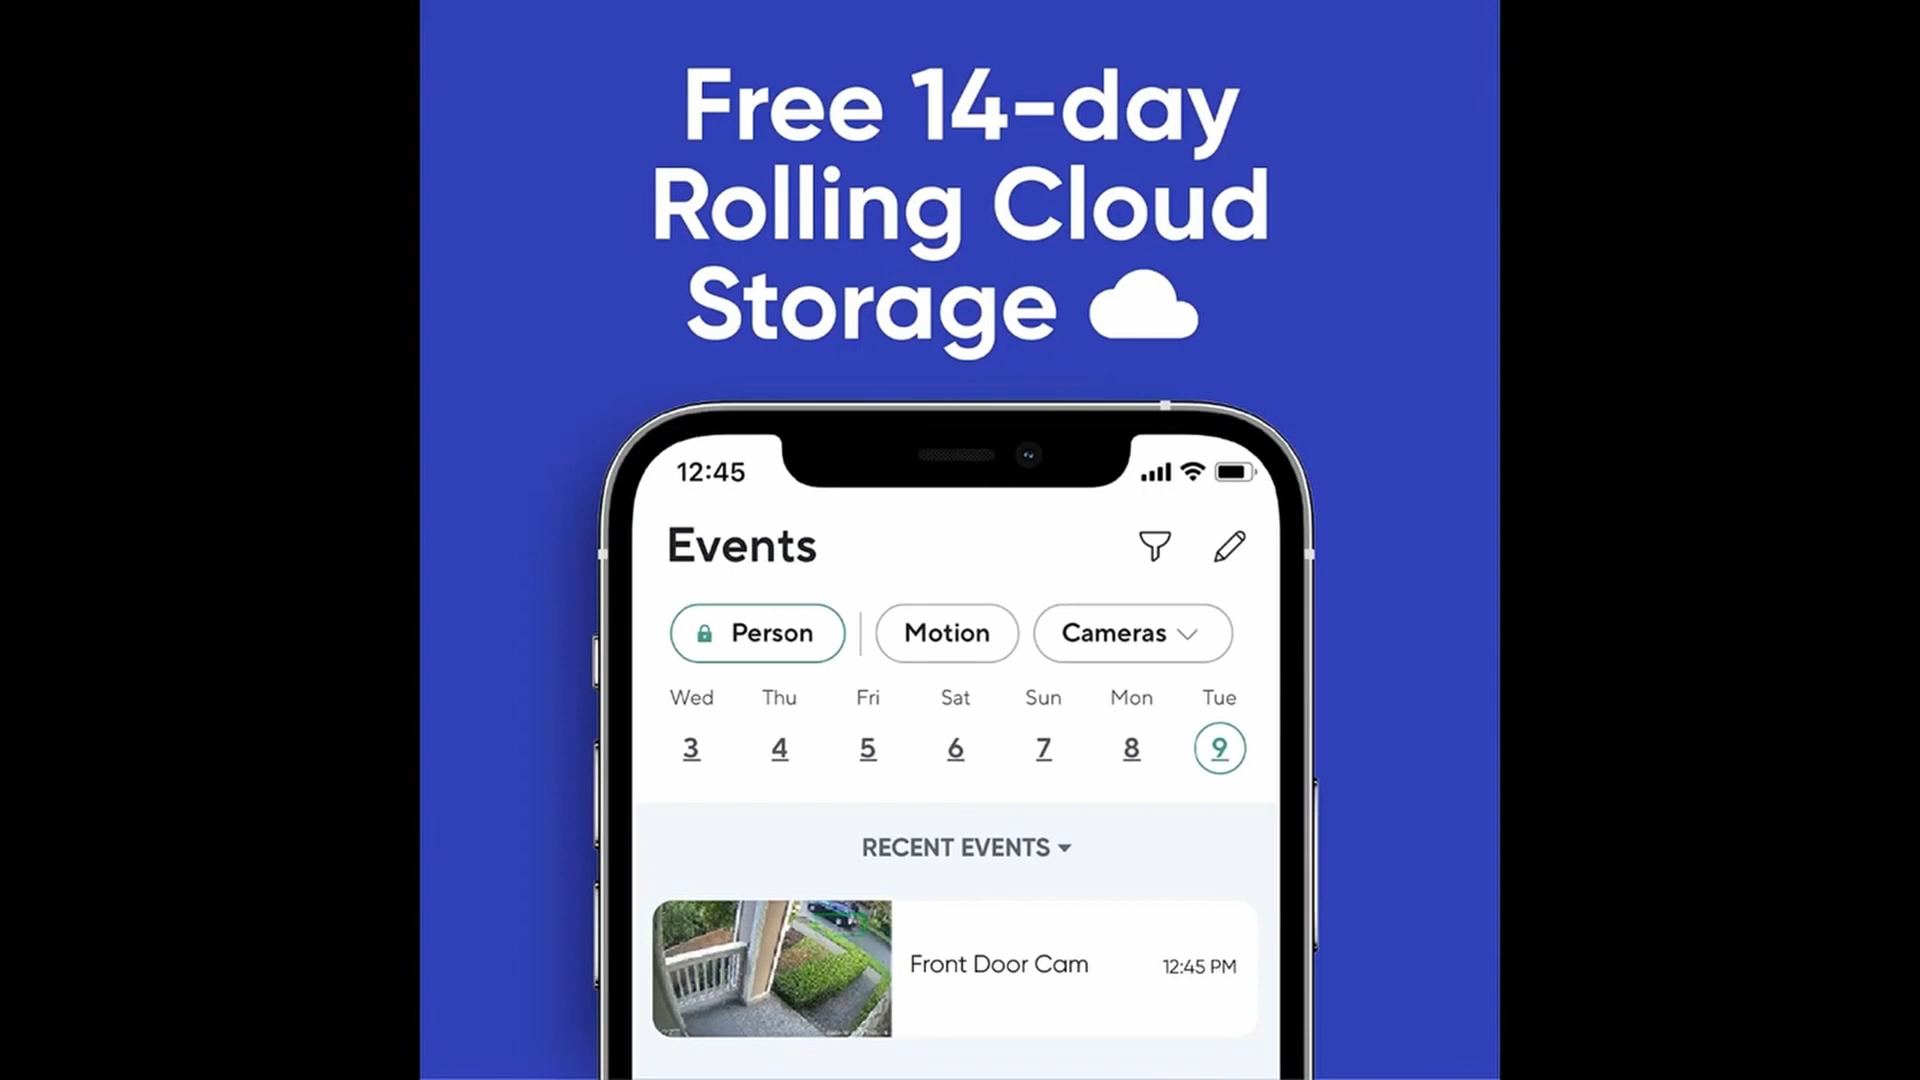 Free 14-day
Rolling Cloud
Storage
12:45
Events
Person Motion Cameras
Wed Thu Fri Sat Sun Mon Tue
3 4 5 6 7 8 9
RECENT EVENTS
Front Door Cam 12:45 PM